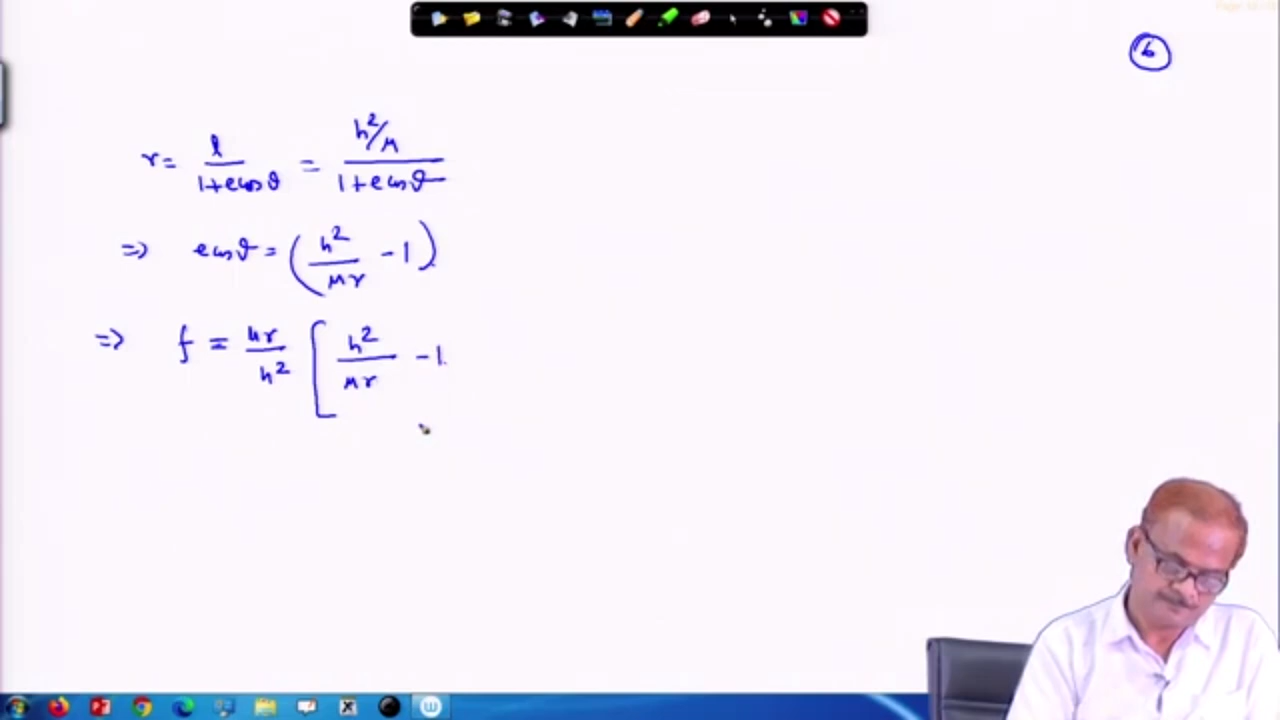 6
r = l/(1+e cos θ) = (h²/μ)/(1+e cos θ)
=> e cos θ = (h²/μr - 1)
=> f = μr/h² [ h²/μr - 1